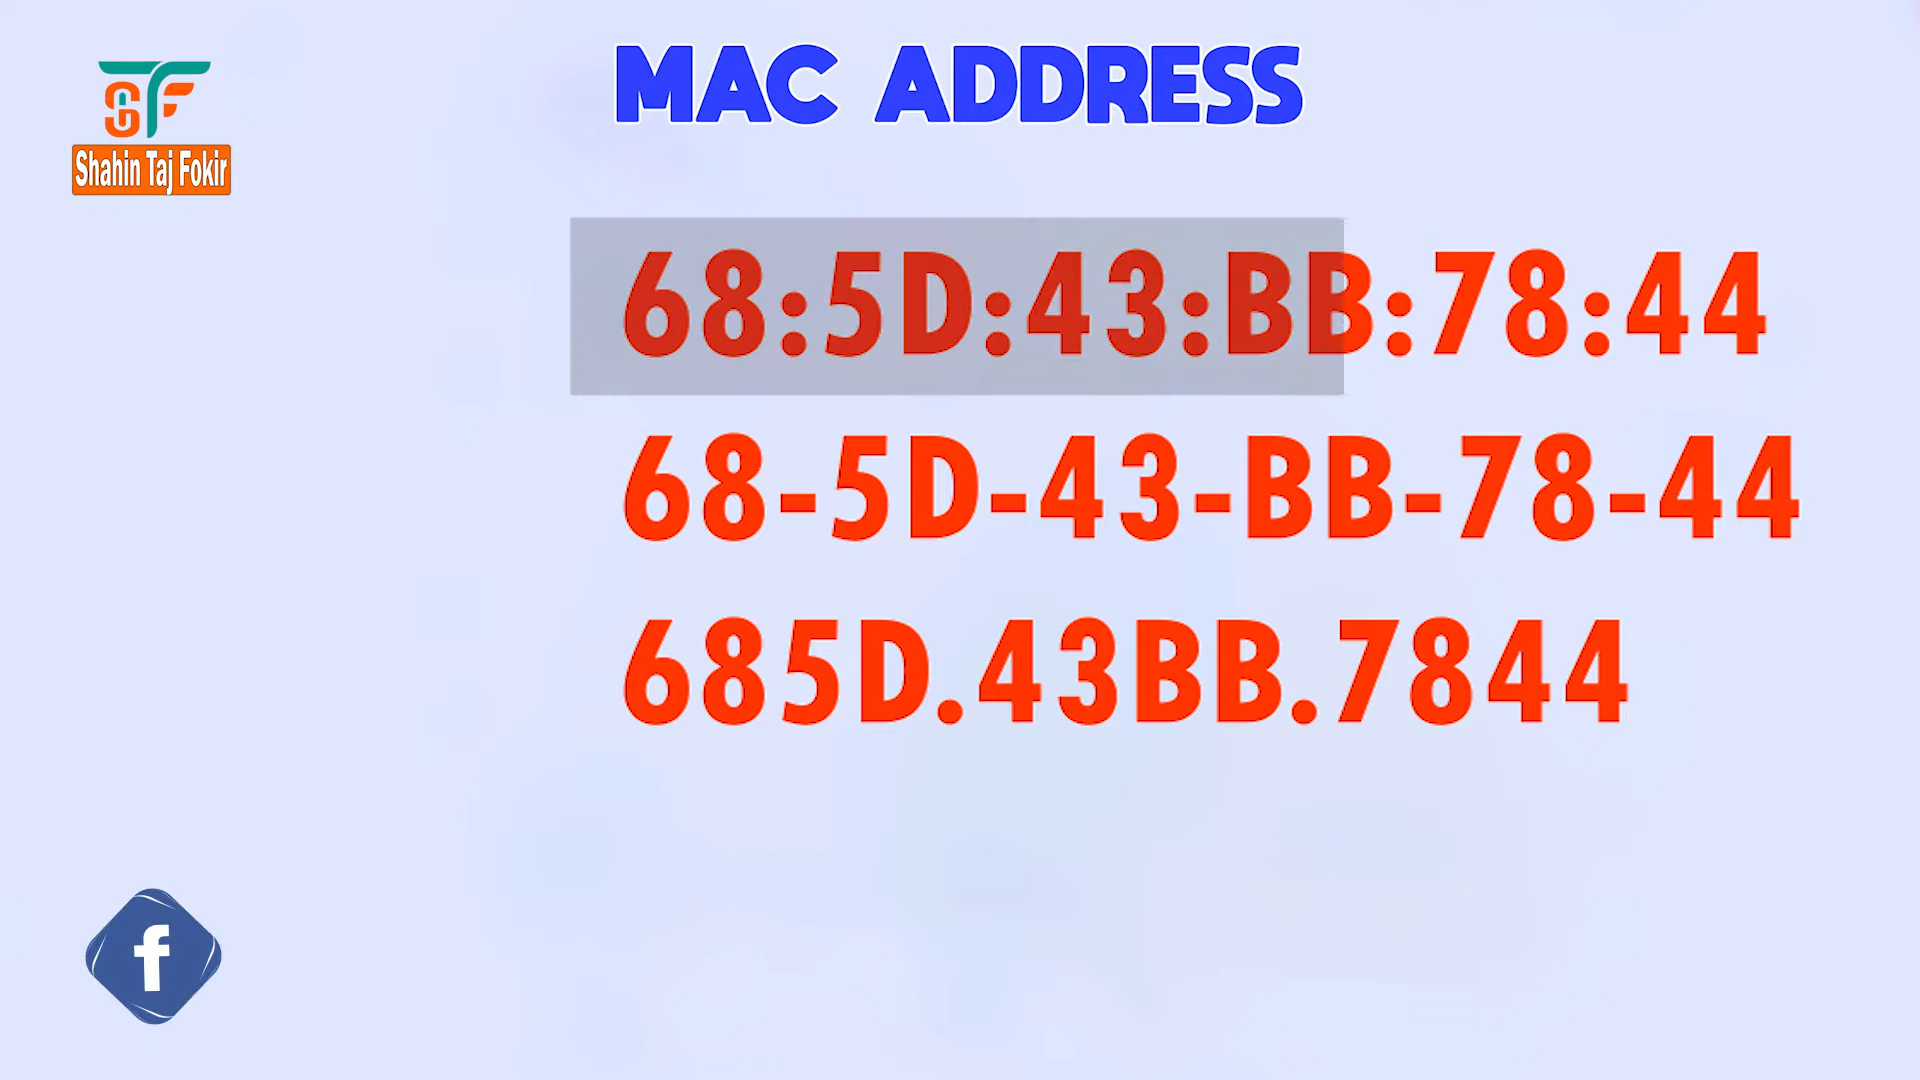 MAC ADDRESS
STF
Shahin Taj Fokir
68:5D:43:BB:78:44
68-5D-43-BB-78-44
685D.43BB.7844
f